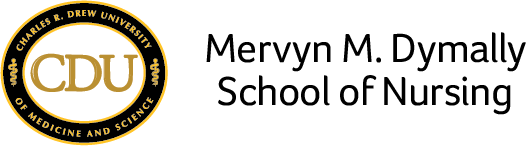 CHARLES R. DREW UNIVERSITY
CDU
OF MEDICINE AND SCIENCE
Mervyn M. Dymally
School of Nursing